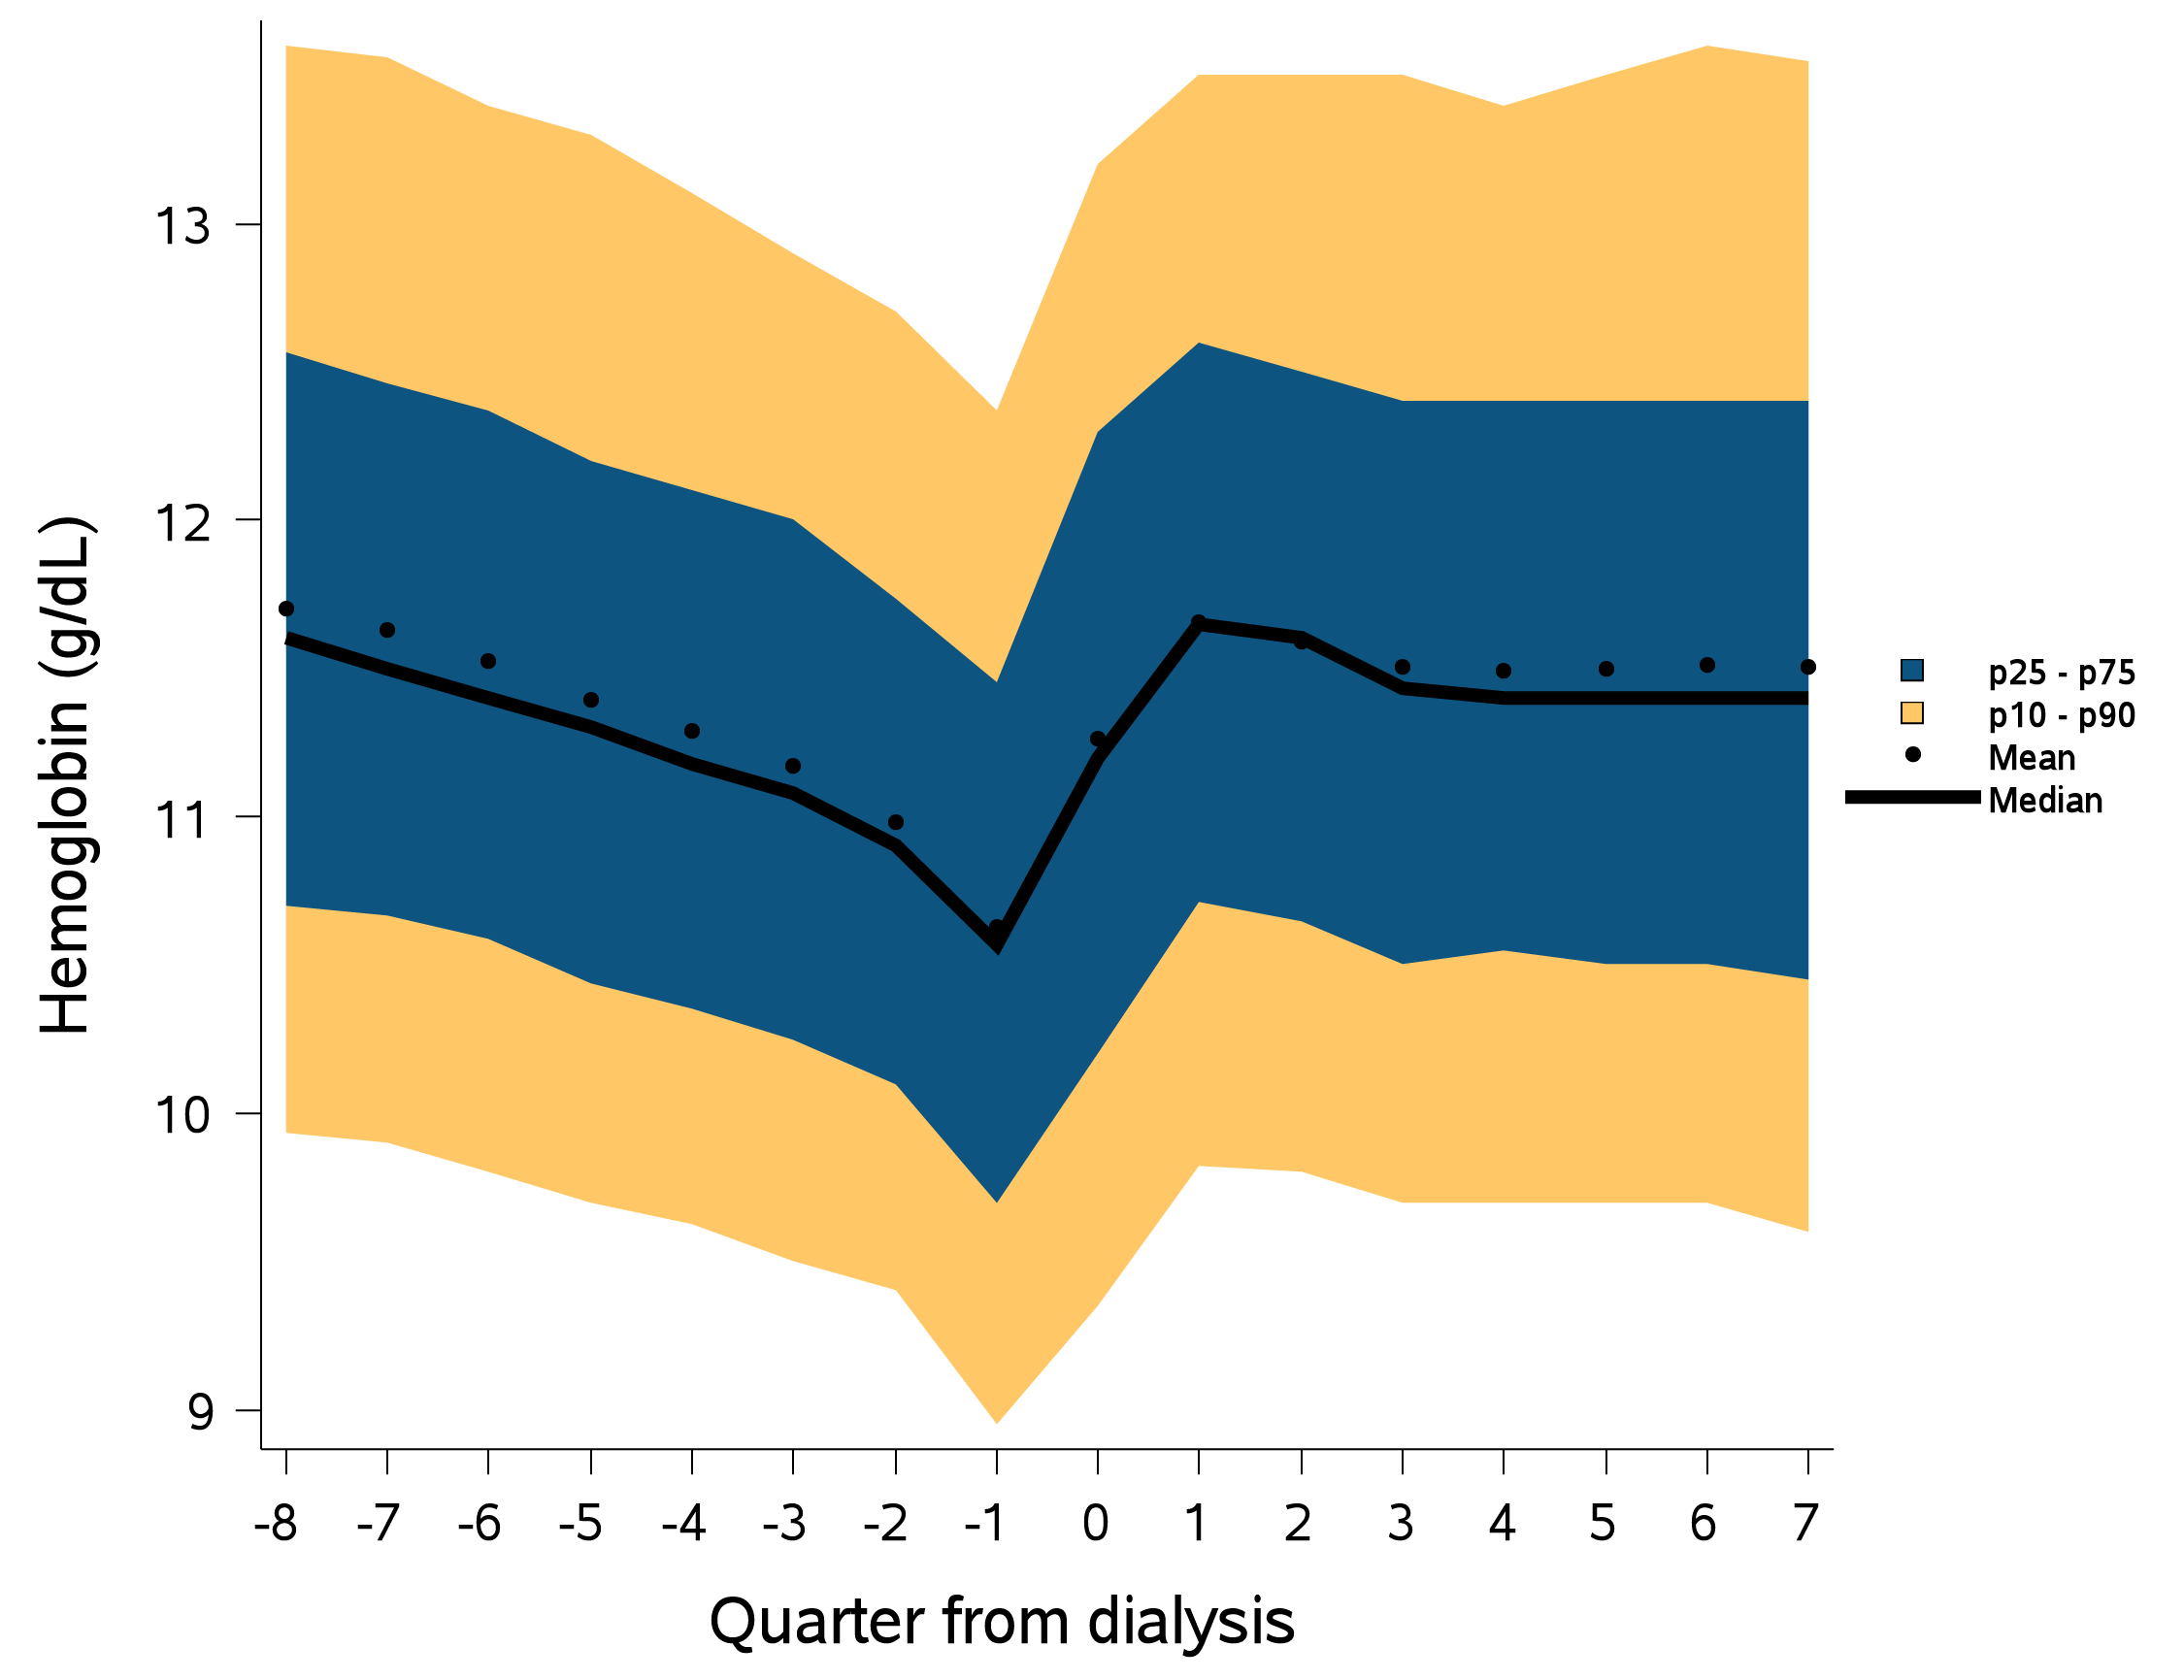 Hemoglobin (g/dL)
13
12
11
10
9
-8 -7 -6 -5 -4 -3 -2 -1 0 1 2 3 4 5 6 7
Quarter from dialysis
p25 - p75
p10 - p90
Mean
Median